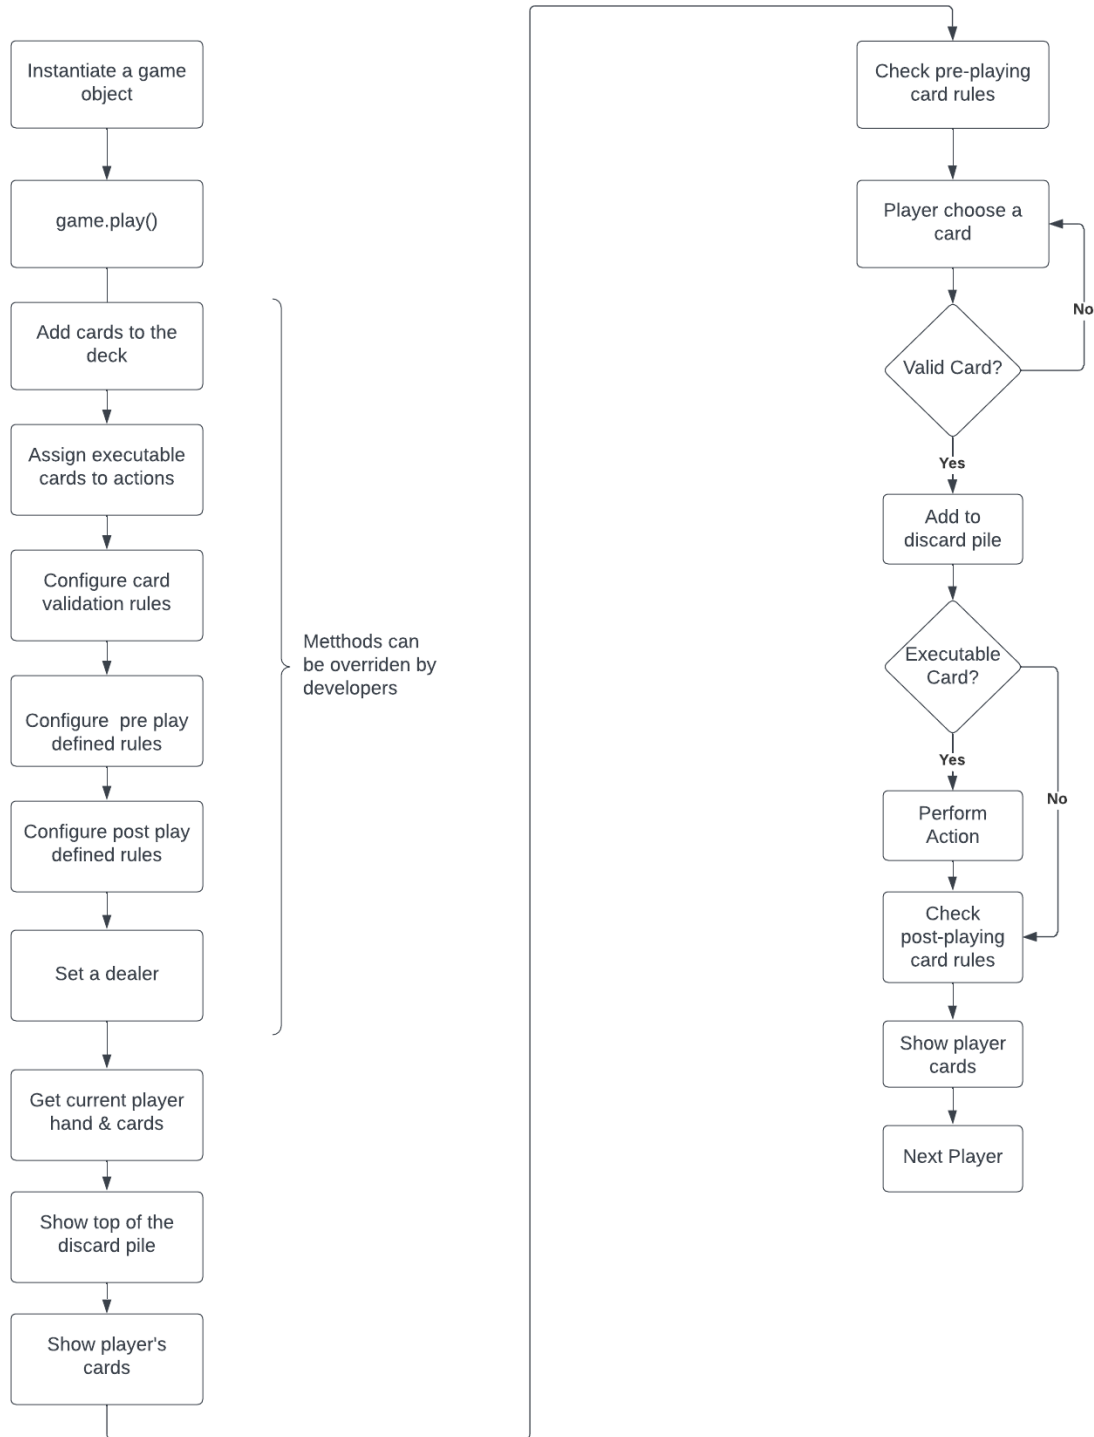 Instantiate a game
object
game.play()
Add cards to the
deck
Assign executable
cards to actions
Configure card
validation rules
Configure  pre play
defined rules
Configure post play
defined rules
Set a dealer
Get current player
hand & cards
Show top of the
discard pile
Show player's
cards
Metthods can
be overriden by
developers
Check pre-playing
card rules
Player choose a
card
No
Valid Card?
Yes
Add to
discard pile
Executable
Card?
Yes
No
Perform
Action
Check
post-playing
card rules
Show player
cards
Next Player